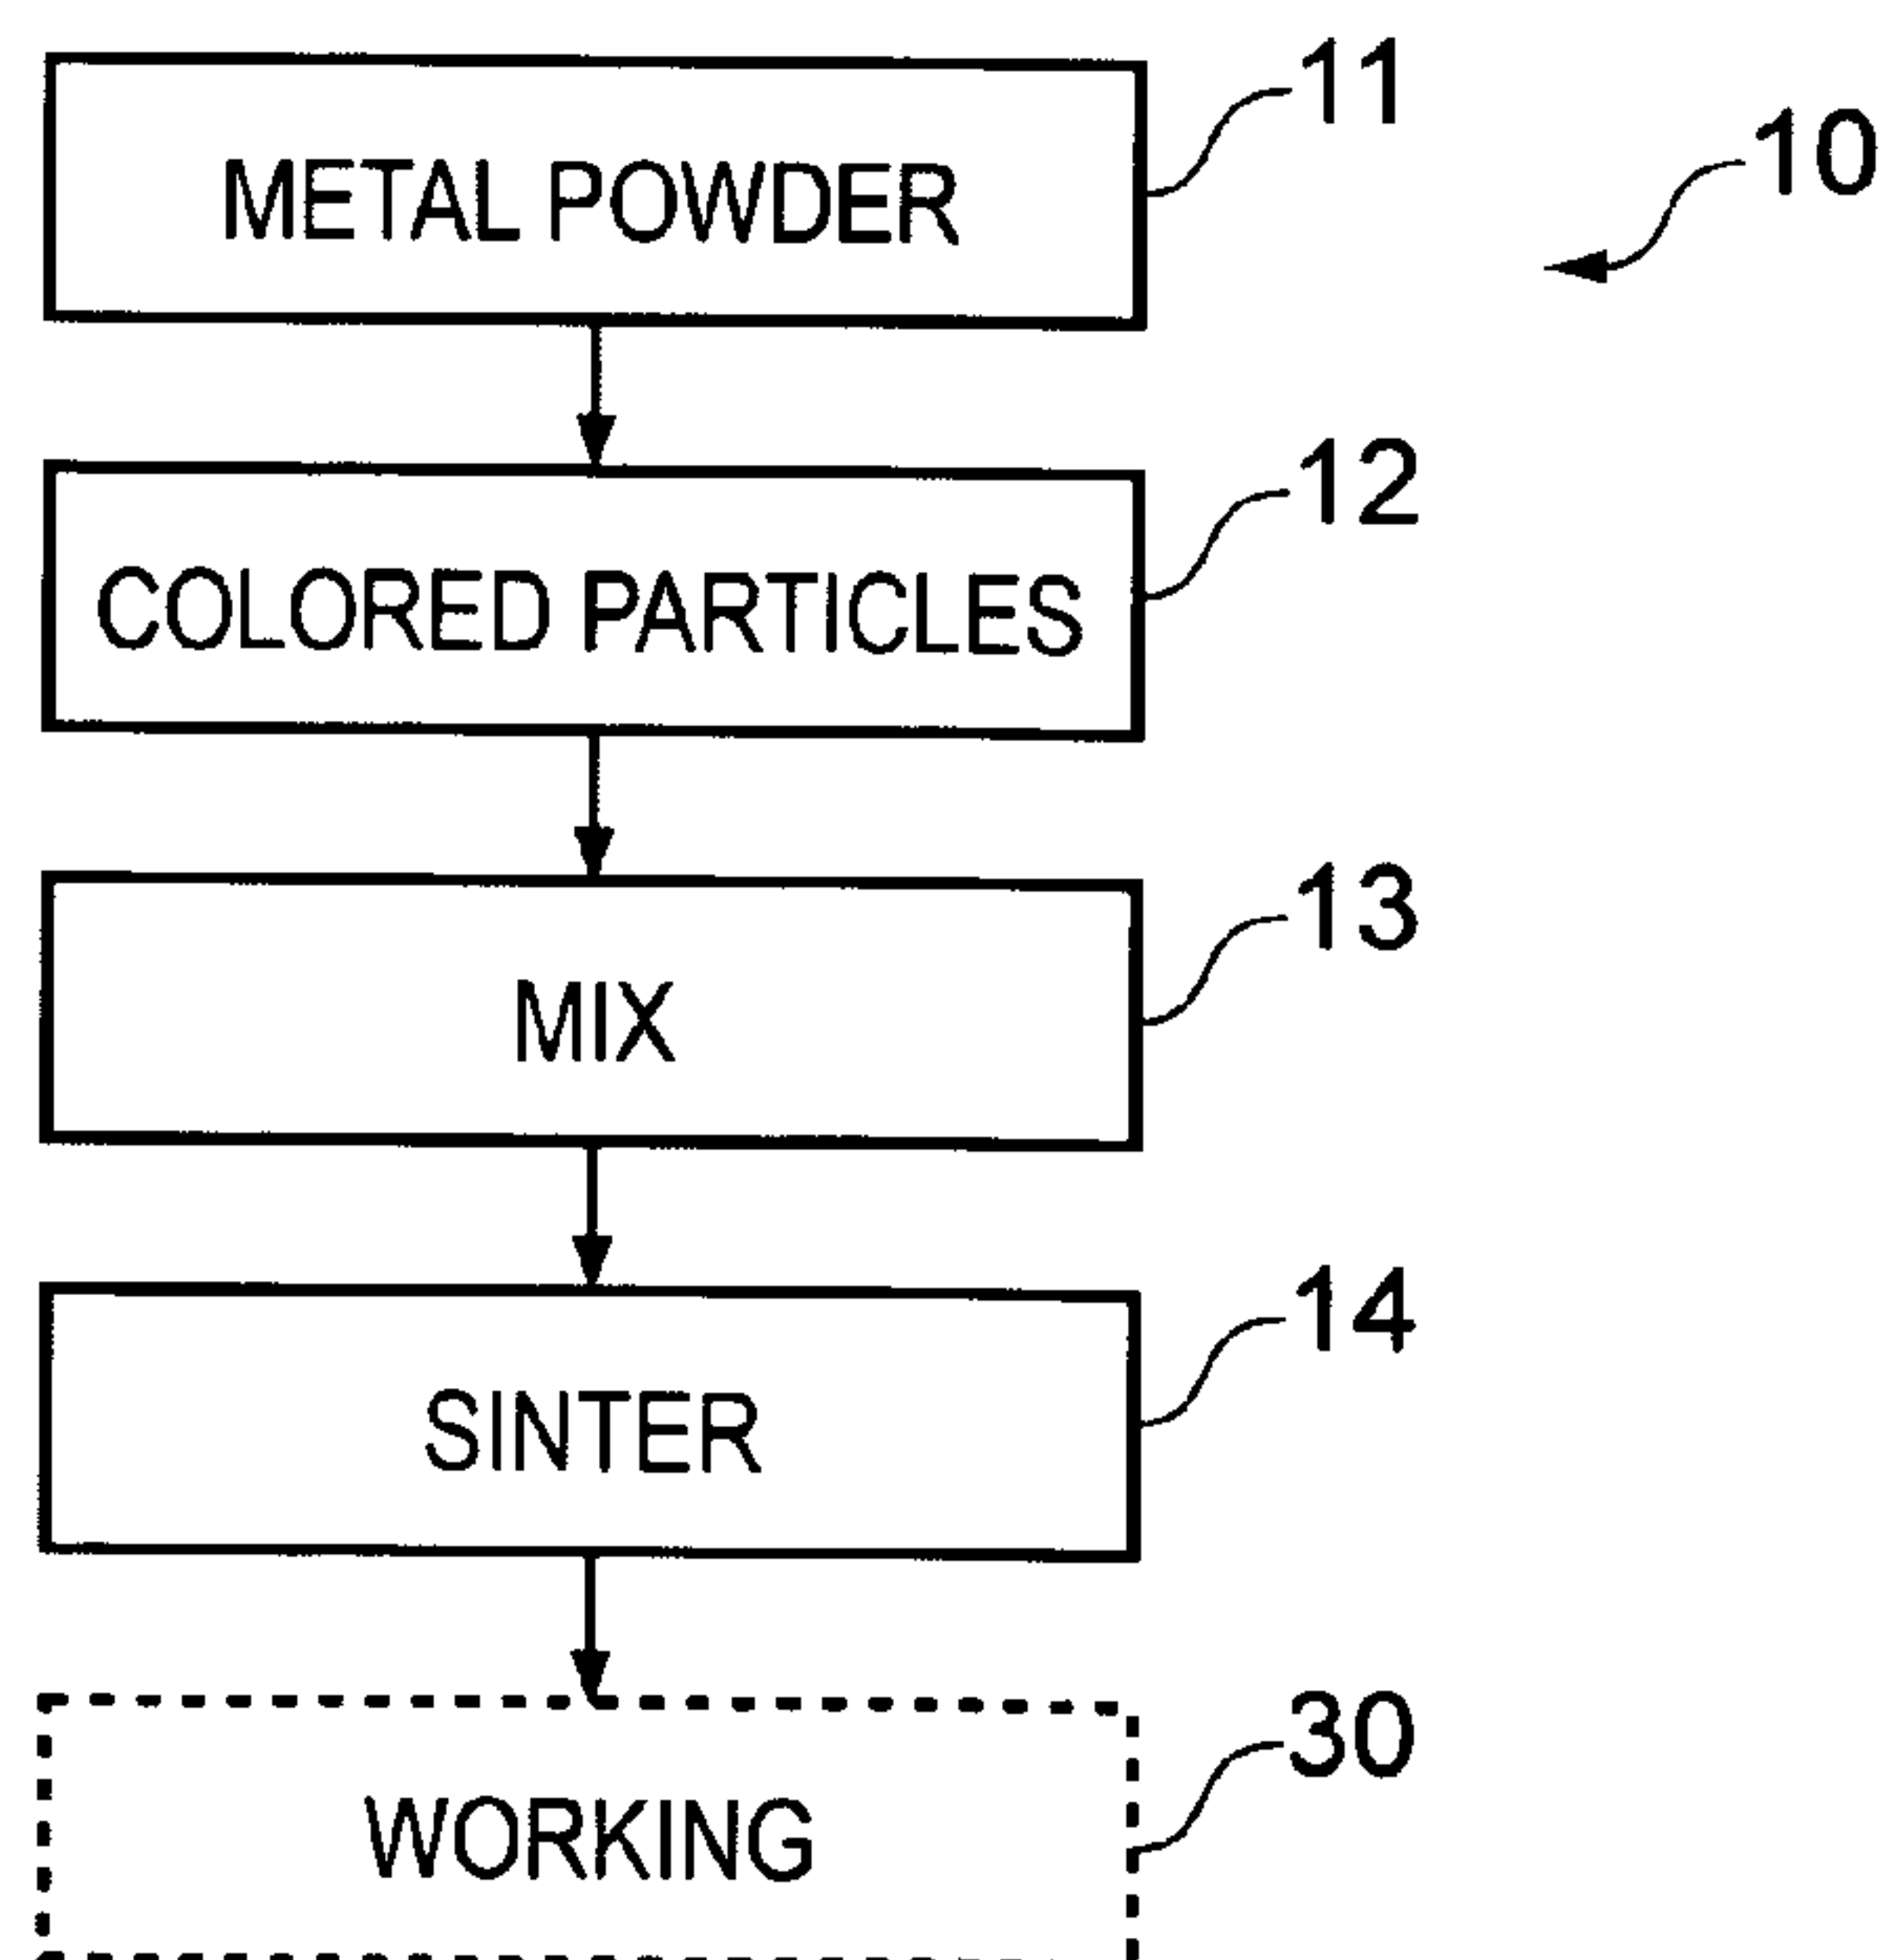 METAL POWDER
11
10
COLORED PARTICLES
12
MIX
13
SINTER
14
WORKING
30